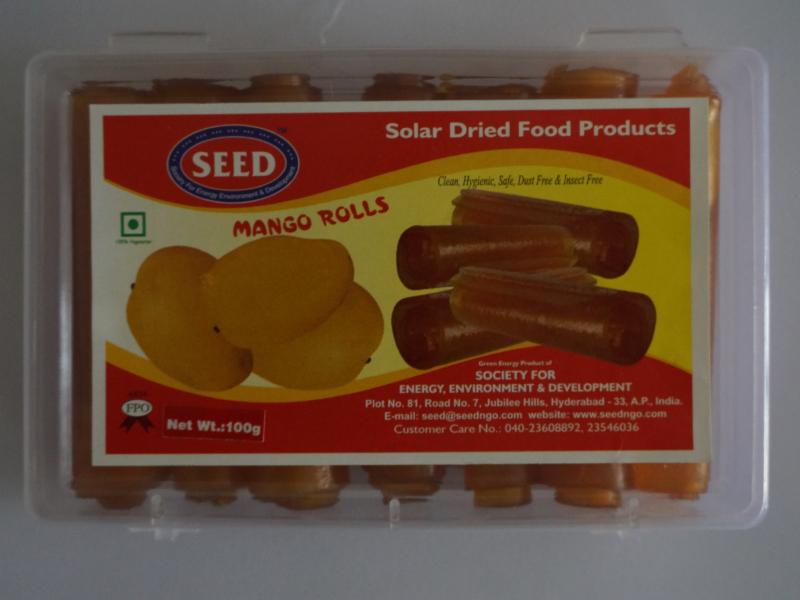 Solar Dried Food Products
TM
SEED
Society For Energy Environment & Development
Clean, Hygienic, Safe, Dust Free & Insect Free
MANGO ROLLS
100% Vegetarian
Green Energy Product of
SOCIETY FOR
ENERGY, ENVIRONMENT & DEVELOPMENT
Plot No. 81, Road No. 7, Jubilee Hills, Hyderabad - 33, A.P., India.
E-mail: seed@seedngo.com website: www.seedngo.com
Customer Care No.: 040-23608892, 23546036
FPO
Net Wt.:100g